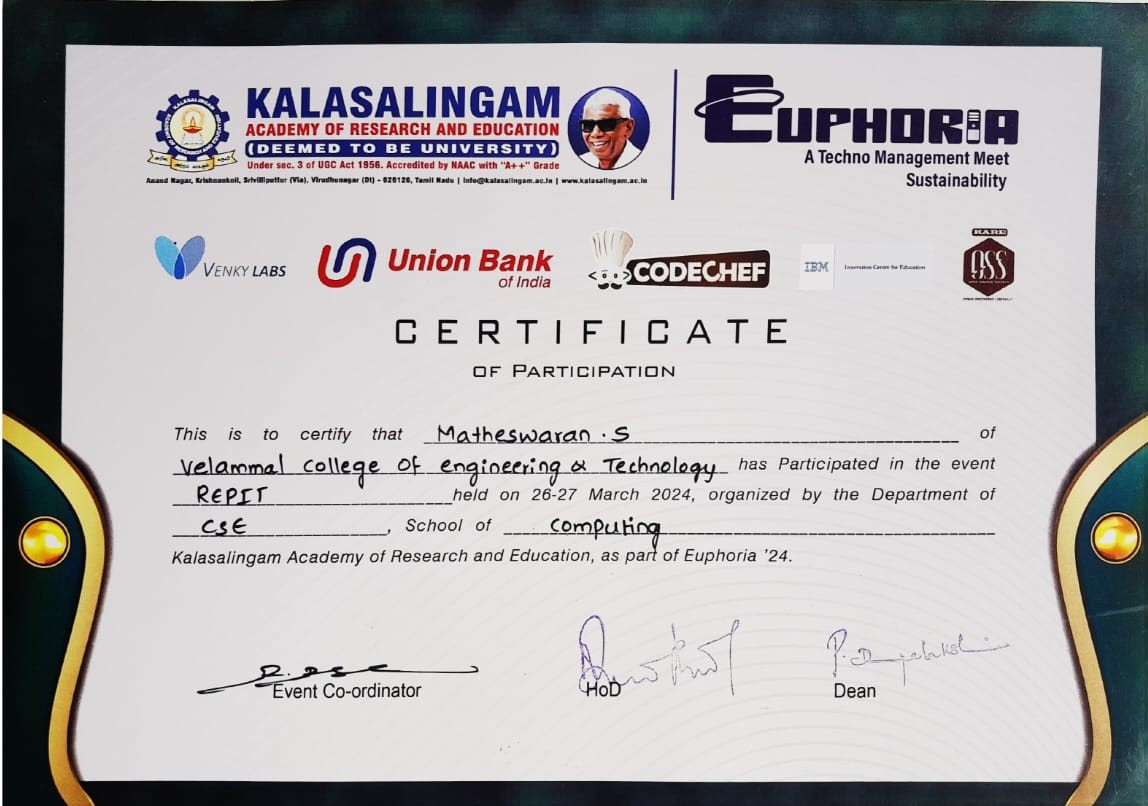 KALASALINGAM
ACADEMY OF RESEARCH AND EDUCATION
(DEEMED TO BE UNIVERSITY)
Under sec. 3 of UGC Act 1956. Accredited by NAAC with "A++" Grade
Anand Nagar, Krishnankoil, Srivilliputtur (Via), Virudhunagar (Dt) - 626126, Tamil Nadu | info@kalasalingam.ac.in | www.kalasalingam.ac.in
EUPHORIA
A Techno Management Meet
Sustainability
VENKY LABS
Union Bank
of India
CODECHEF
IBM
Innovation Centre for Education
KARE
OSS
CERTIFICATE
OF PARTICIPATION
This is to certify that Matheswaran . S of
Velammal College Of engineering & Technology has Participated in the event
REPIT held on 26-27 March 2024, organized by the Department of
CSE , School of Computing
Kalasalingam Academy of Research and Education, as part of Euphoria '24.
Event Co-ordinator
HoD
Dean